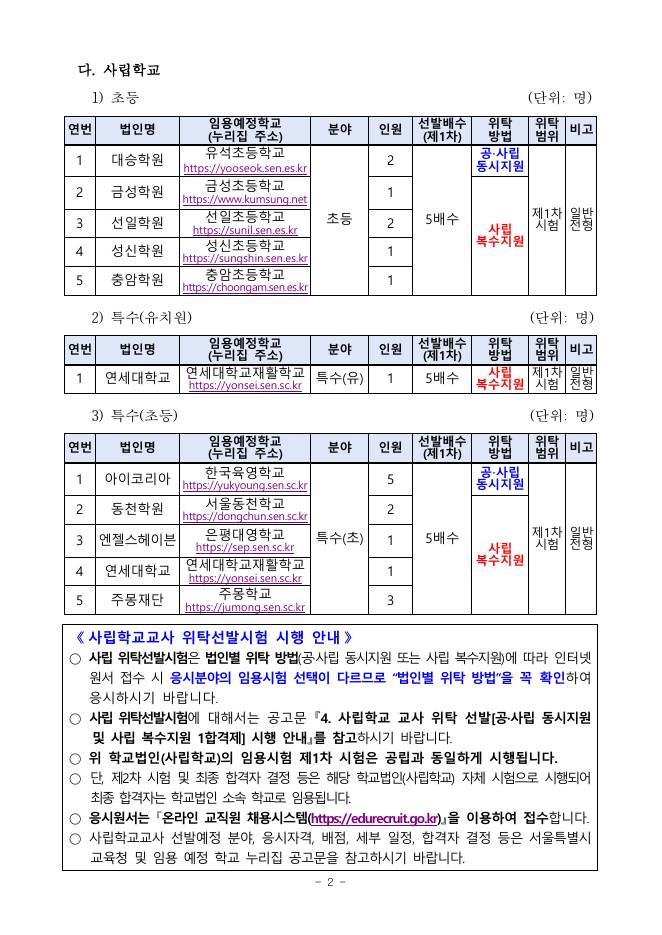 다. 사립학교
1) 초등 (단위: 명)
연번 법인명 임용예정학교 (누리집 주소) 분야 인원 선발배수 (제1차) 위탁 방법 위탁 범위 비고
1 대승학원 유석초등학교 https://yooseok.sen.es.kr 초등 2 5배수 공·사립 동시지원 제1차 시험 일반 전형
2 금성학원 금성초등학교 https://www.kumsung.net 1 사립 복수지원
3 선일학원 선일초등학교 https://sunil.sen.es.kr 2
4 성신학원 성신초등학교 https://sungshin.sen.es.kr 1
5 충암학원 충암초등학교 https://choongam.sen.es.kr 1
2) 특수(유치원) (단위: 명)
연번 법인명 임용예정학교 (누리집 주소) 분야 인원 선발배수 (제1차) 위탁 방법 위탁 범위 비고
1 연세대학교 연세대학교재활학교 https://yonsei.sen.sc.kr 특수(유) 1 5배수 사립 복수지원 제1차 시험 일반 전형
3) 특수(초등) (단위: 명)
연번 법인명 임용예정학교 (누리집 주소) 분야 인원 선발배수 (제1차) 위탁 방법 위탁 범위 비고
1 아이코리아 한국육영학교 https://yukyoung.sen.sc.kr 특수(초) 5 5배수 공·사립 동시지원 제1차 시험 일반 전형
2 동천학원 서울동천학교 https://dongchun.sen.sc.kr 2 사립 복수지원
3 엔젤스헤이븐 은평대영학교 https://sep.sen.sc.kr 1
4 연세대학교 연세대학교재활학교 https://yonsei.sen.sc.kr 1
5 주몽재단 주몽학교 https://jumong.sen.sc.kr 3
《 사립학교교사 위탁선발시험 시행 안내 》
○ 사립 위탁선발시험은 법인별 위탁 방법(공·사립 동시지원 또는 사립 복수지원)에 따라 인터넷
원서 접수 시 응시분야의 임용시험 선택이 다르므로 “법인별 위탁 방법”을 꼭 확인하여
응시하시기 바랍니다.
○ 사립 위탁선발시험에 대해서는 공고문 『4. 사립학교 교사 위탁 선발[공·사립 동시지원
및 사립 복수지원 1합격제] 시행 안내』를 참고하시기 바랍니다.
○ 위 학교법인(사립학교)의 임용시험 제1차 시험은 공립과 동일하게 시행됩니다.
○ 단, 제2차 시험 및 최종 합격자 결정 등은 해당 학교법인(사립학교) 자체 시험으로 시행되어
최종 합격자는 학교법인 소속 학교로 임용됩니다.
○ 응시원서는 『온라인 교직원 채용시스템(https://edurecruit.go.kr)』을 이용하여 접수합니다.
○ 사립학교교사 선발예정 분야, 응시자격, 배점, 세부 일정, 합격자 결정 등은 서울특별시
교육청 및 임용 예정 학교 누리집 공고문을 참고하시기 바랍니다.
- 2 -